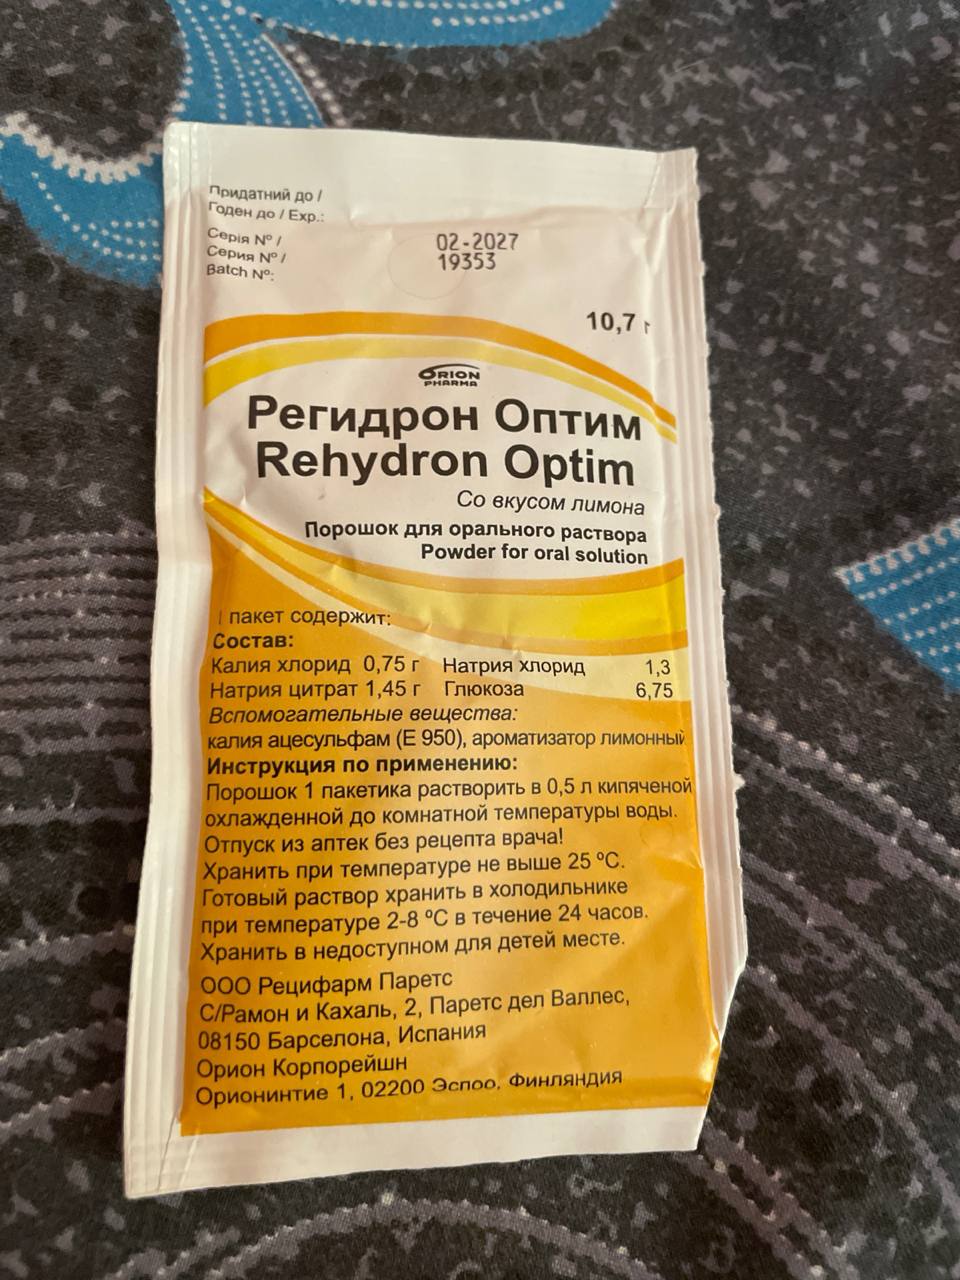 Придатний до /
Годен до / Exp.:
Серія № /
Серия № /
Batch №:
02-2027
19353
10,7 г
ORION
PHARMA
Регидрон Оптим
Rehydron Optim
Со вкусом лимона
Порошок для орального раствора
Powder for oral solution
1 пакет содержит:
Состав:
Калия хлорид 0,75 г Натрия хлорид 1,3
Натрия цитрат 1,45 г Глюкоза 6,75
Вспомогательные вещества:
калия ацесульфам (E 950), ароматизатор лимонный
Инструкция по применению:
Порошок 1 пакетика растворить в 0,5 л кипяченой
охлажденной до комнатной температуры воды.
Отпуск из аптек без рецепта врача!
Хранить при температуре не выше 25 ºC.
Готовый раствор хранить в холодильнике
при температуре 2-8 ºC в течение 24 часов.
Хранить в недоступном для детей месте.
ООО Рецифарм Паретс
С/Рамон и Кахаль, 2, Паретс дел Валлес,
08150 Барселона, Испания
Орион Корпорейшн
Орионинтие 1, 02200 Эспоо, Финляндия